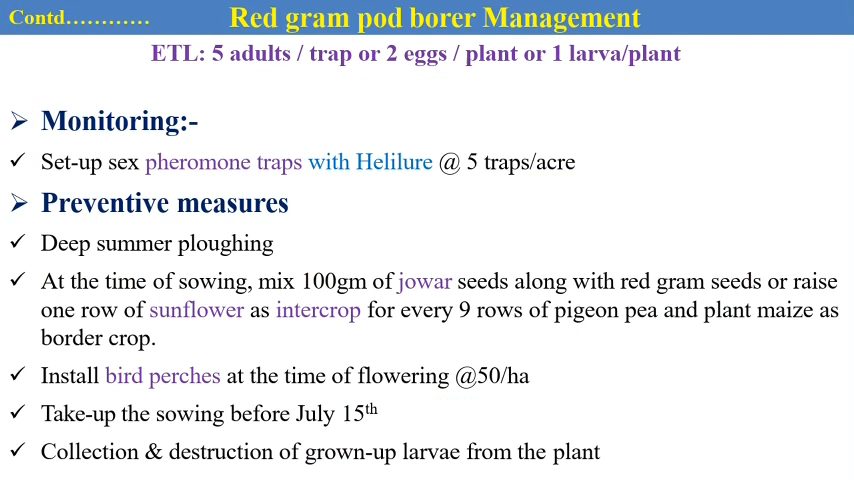 Contd…………
Red gram pod borer Management
ETL: 5 adults / trap or 2 eggs / plant or 1 larva/plant
➢ Monitoring:-
✓ Set-up sex pheromone traps with Helilure @ 5 traps/acre
➢ Preventive measures
✓ Deep summer ploughing
✓ At the time of sowing, mix 100gm of jowar seeds along with red gram seeds or raise
one row of sunflower as intercrop for every 9 rows of pigeon pea and plant maize as
border crop.
✓ Install bird perches at the time of flowering @50/ha
✓ Take-up the sowing before July 15th
✓ Collection & destruction of grown-up larvae from the plant